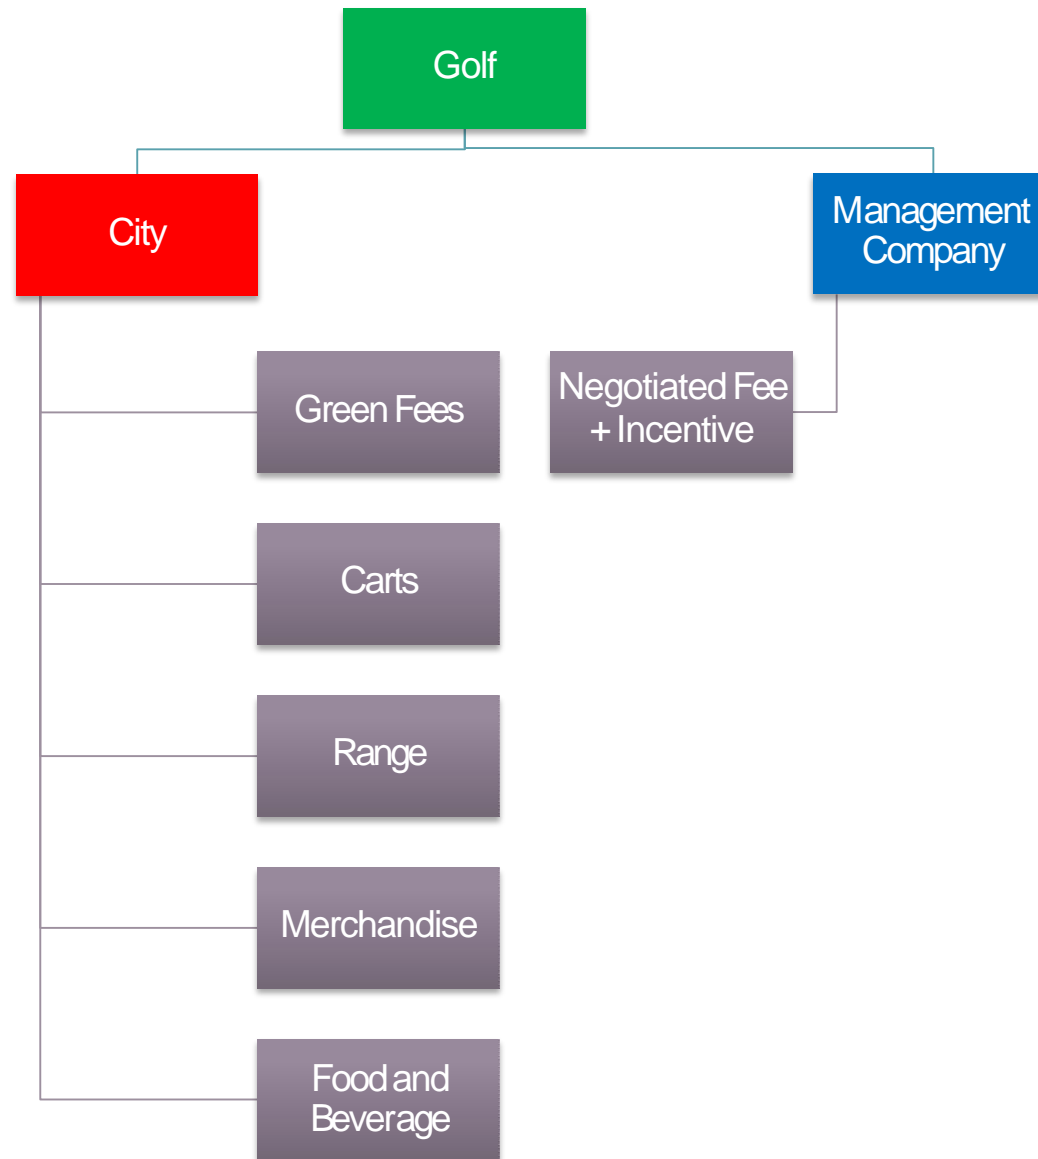 Golf
City
Management
Company
Green Fees
Negotiated Fee
+ Incentive
Carts
Range
Merchandise
Food and
Beverage